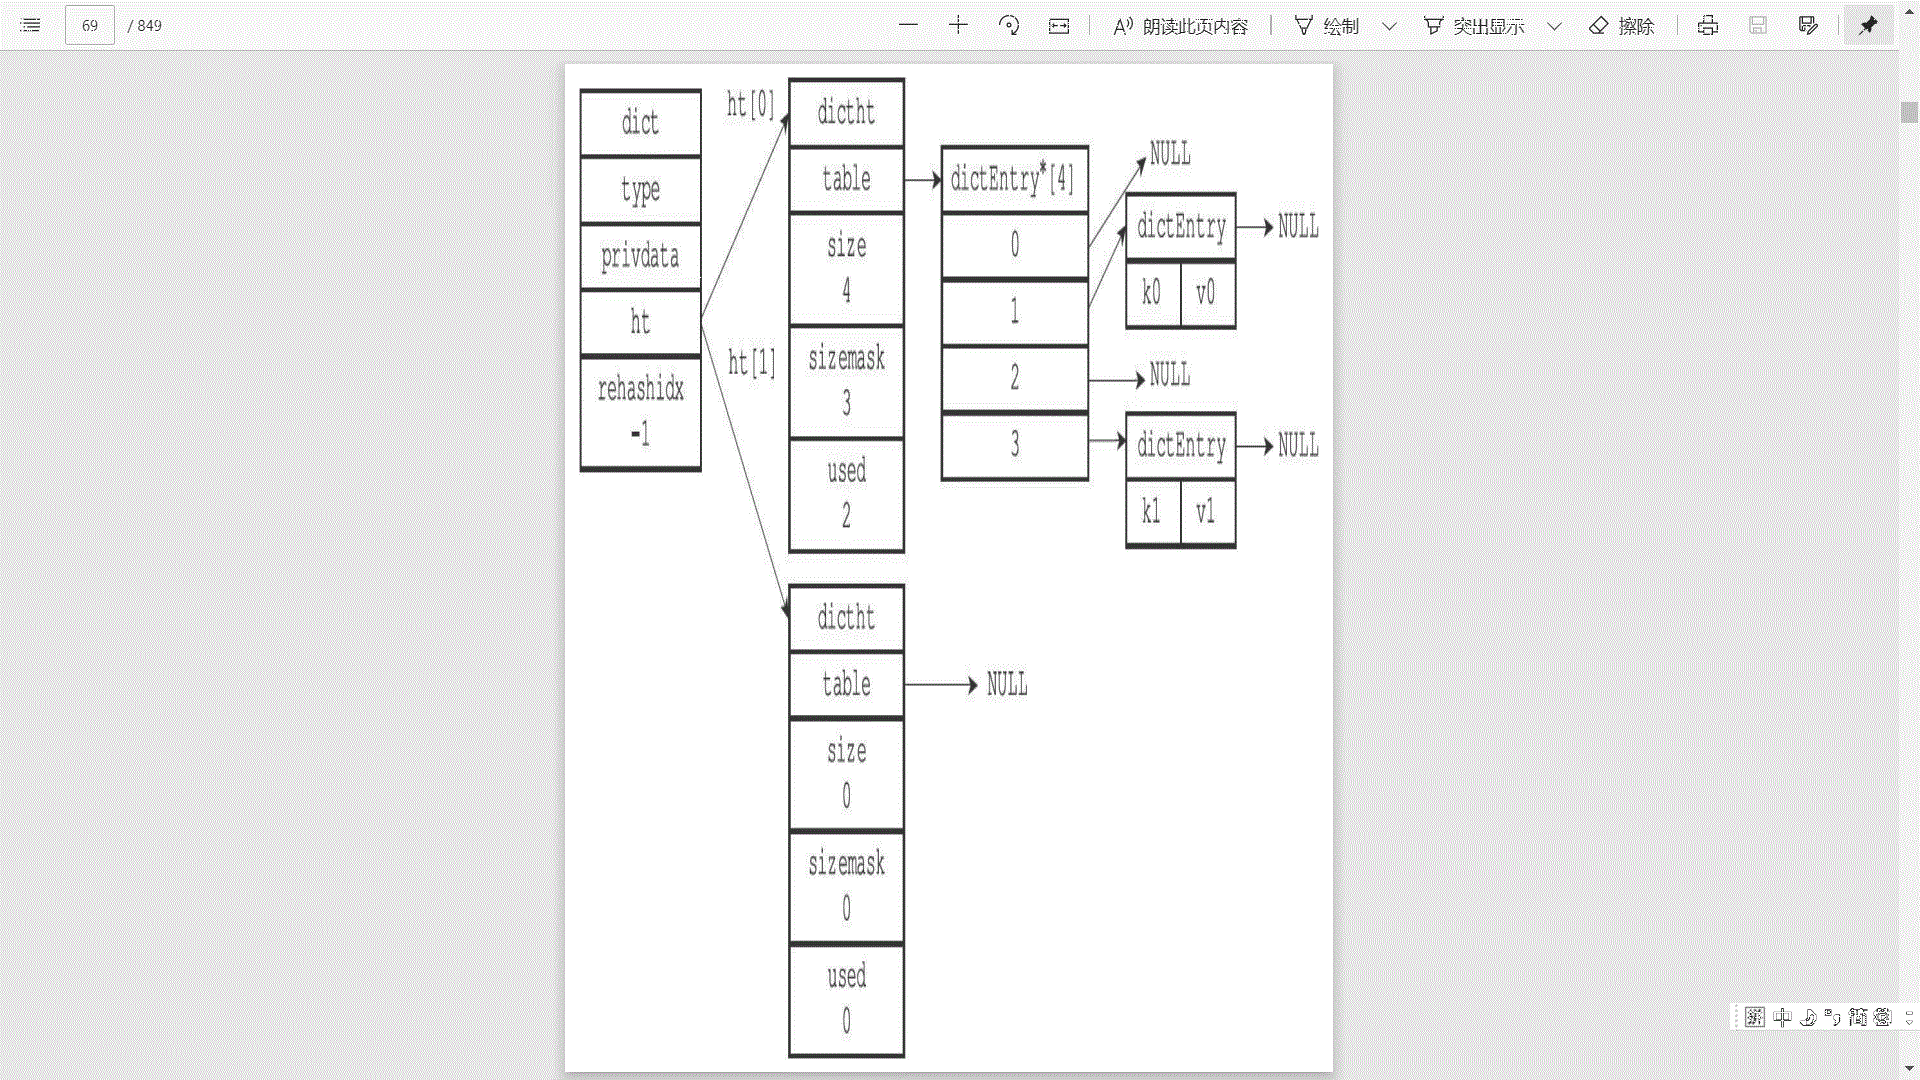 69 / 849
朗读此页内容
绘制
突出显示
擦除
dict
type
privdata
ht
rehashidx
-1
ht[0]
ht[1]
dictht
table
size
4
sizemask
3
used
2
dictEntry*[4]
0
1
2
3
NULL
dictEntry
k0 v0
NULL
NULL
dictEntry
k1 v1
NULL
dictht
table
NULL
size
0
sizemask
0
used
0
中
简